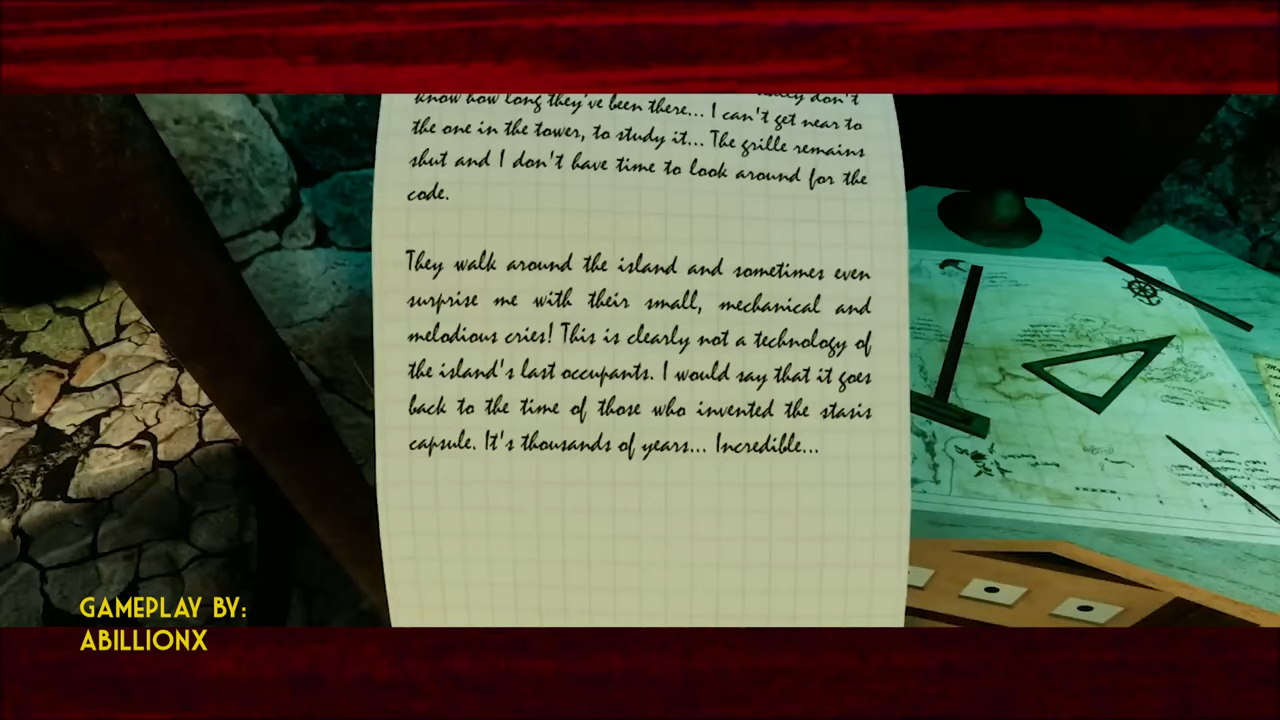 really don't
know how long they've been there... I can't get near to
the one in the tower, to study it... The grille remains
shut and I don't have time to look around for the
code.
They walk around the island and sometimes even
surprise me with their small, mechanical and
melodious cries! This is clearly not a technology of
the island's last occupants. I would say that it goes
back to the time of those who invented the stasis
capsule. It's thousands of years... Incredible...
GAMEPLAY BY:
ABILLIONX